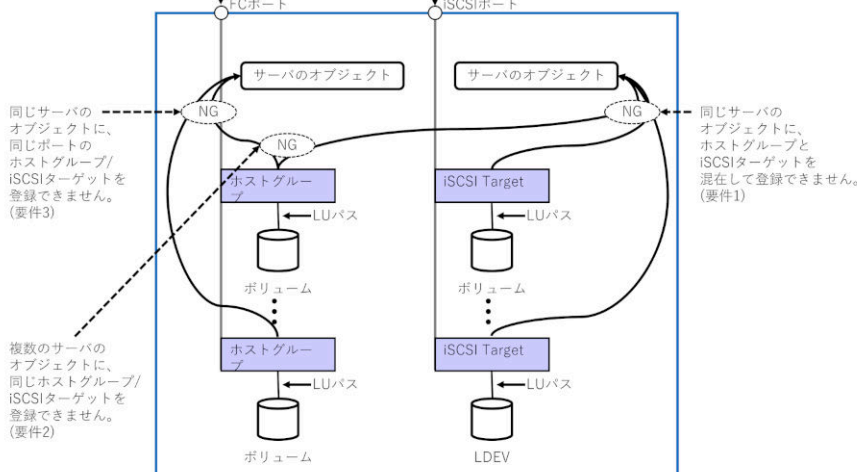 FCポート
iSCSIポート
サーバのオブジェクト
サーバのオブジェクト
同じサーバの
オブジェクトに、
同じポートの
ホストグループ/
iSCSIターゲットを
登録できません。
(要件3)
NG
NG
NG
同じサーバの
オブジェクトに、
ホストグループと
iSCSIターゲットを
混在して登録できません。
(要件1)
ホストグルー
プ
iSCSI Target
LUパス
LUパス
ボリューム
ボリューム
複数のサーバの
オブジェクトに、
同じホストグループ/
iSCSIターゲットを
登録できません。
(要件2)
ホストグルー
プ
iSCSI Target
LUパス
LUパス
ボリューム
LDEV